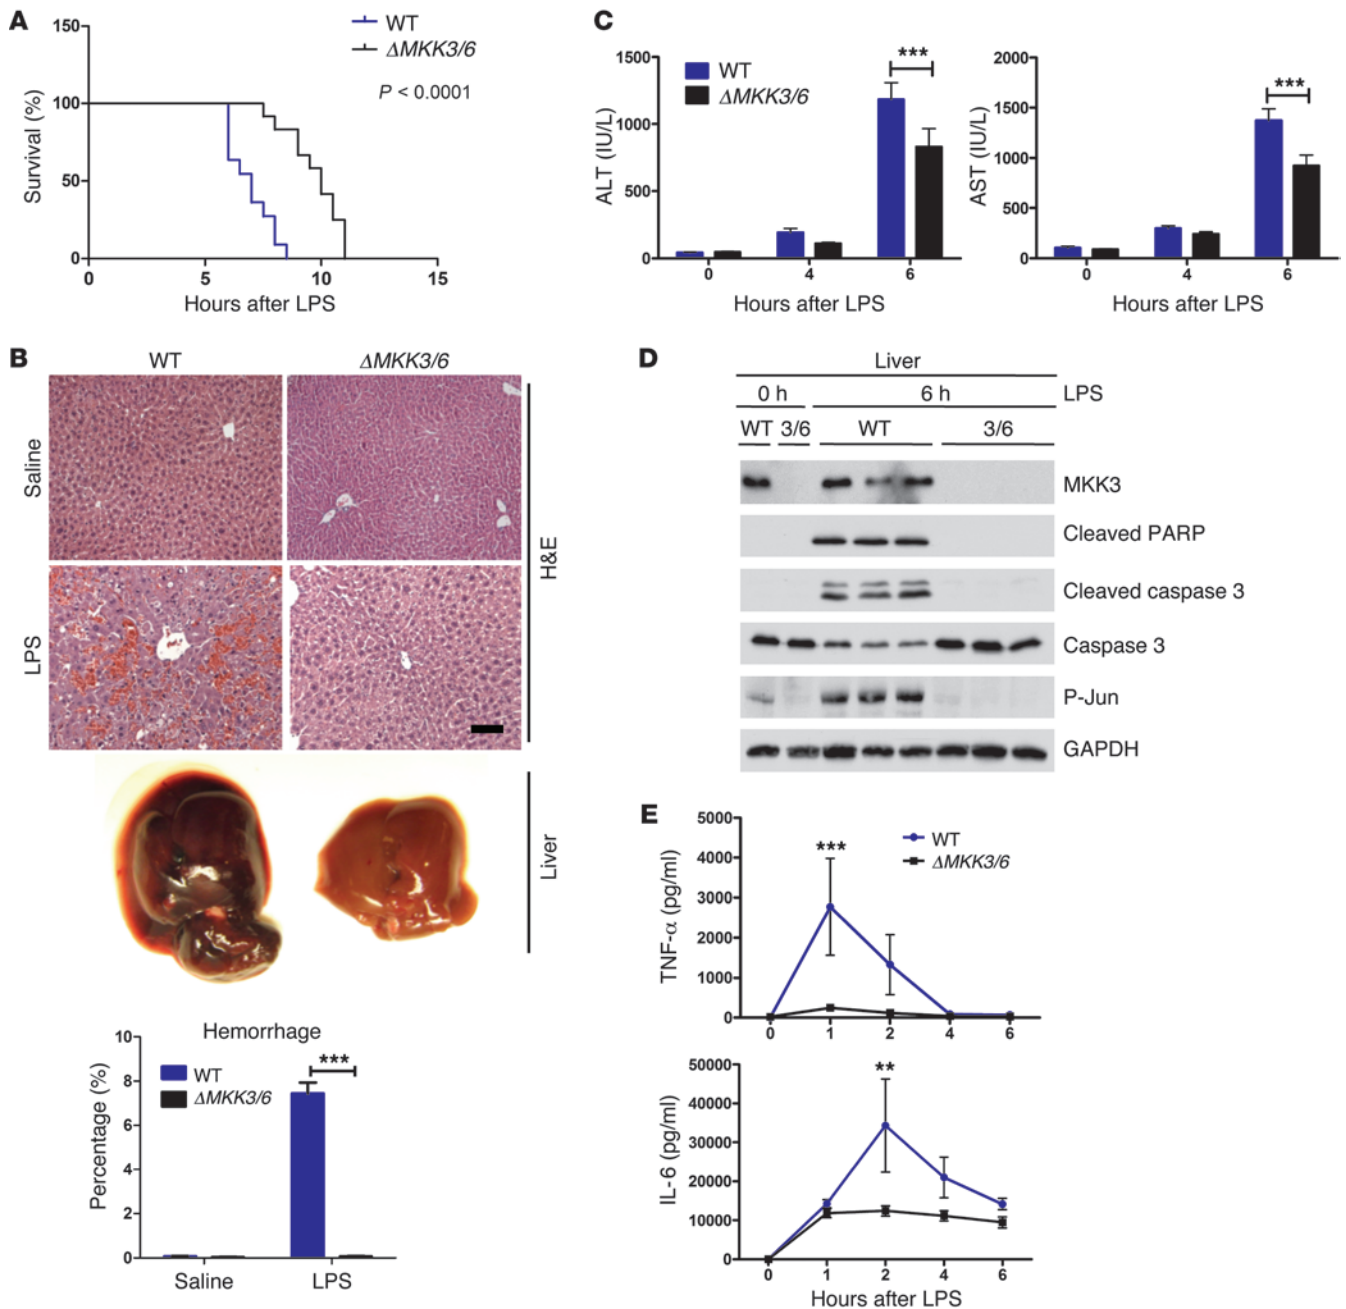 A
150
100
50
0
0
5
10
15
Survival (%)
Hours after LPS
WT
ΔMKK3/6
P < 0.0001
B
WT
ΔMKK3/6
Saline
LPS
H&E
Liver
Hemorrhage
10
8
6
4
2
0
Percentage (%)
WT
ΔMKK3/6
***
Saline
LPS
C
1500
1000
500
0
ALT (IU/L)
WT
ΔMKK3/6
***
0
4
6
Hours after LPS
2000
1500
1000
500
0
AST (IU/L)
***
0
4
6
Hours after LPS
D
Liver
0 h
6 h
LPS
WT
3/6
WT
3/6
MKK3
Cleaved PARP
Cleaved caspase 3
Caspase 3
P-Jun
GAPDH
E
5000
4000
3000
2000
1000
0
TNF-α (pg/ml)
***
WT
ΔMKK3/6
0
1
2
4
6
50000
40000
30000
20000
10000
0
IL-6 (pg/ml)
**
0
1
2
4
6
Hours after LPS